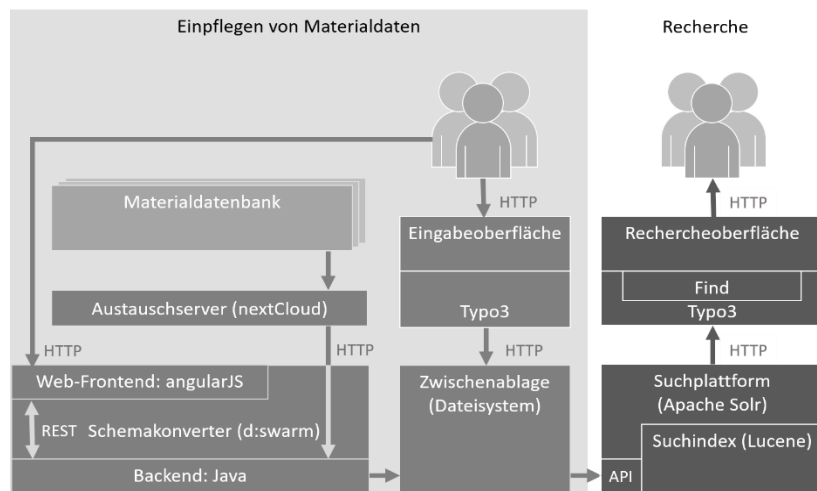 Einpflegen von Materialdaten
Recherche
HTTP
HTTP
Materialdatenbank
Eingabeoberfläche
Rechercheoberfläche
Find
Austauschserver (nextCloud)
Typo3
Typo3
HTTP
HTTP
HTTP
HTTP
Web-Frontend: angularJS
Zwischenablage
(Dateisystem)
Suchplattform
(Apache Solr)
REST
Schemakonverter (d:swarm)
Suchindex (Lucene)
Backend: Java
API